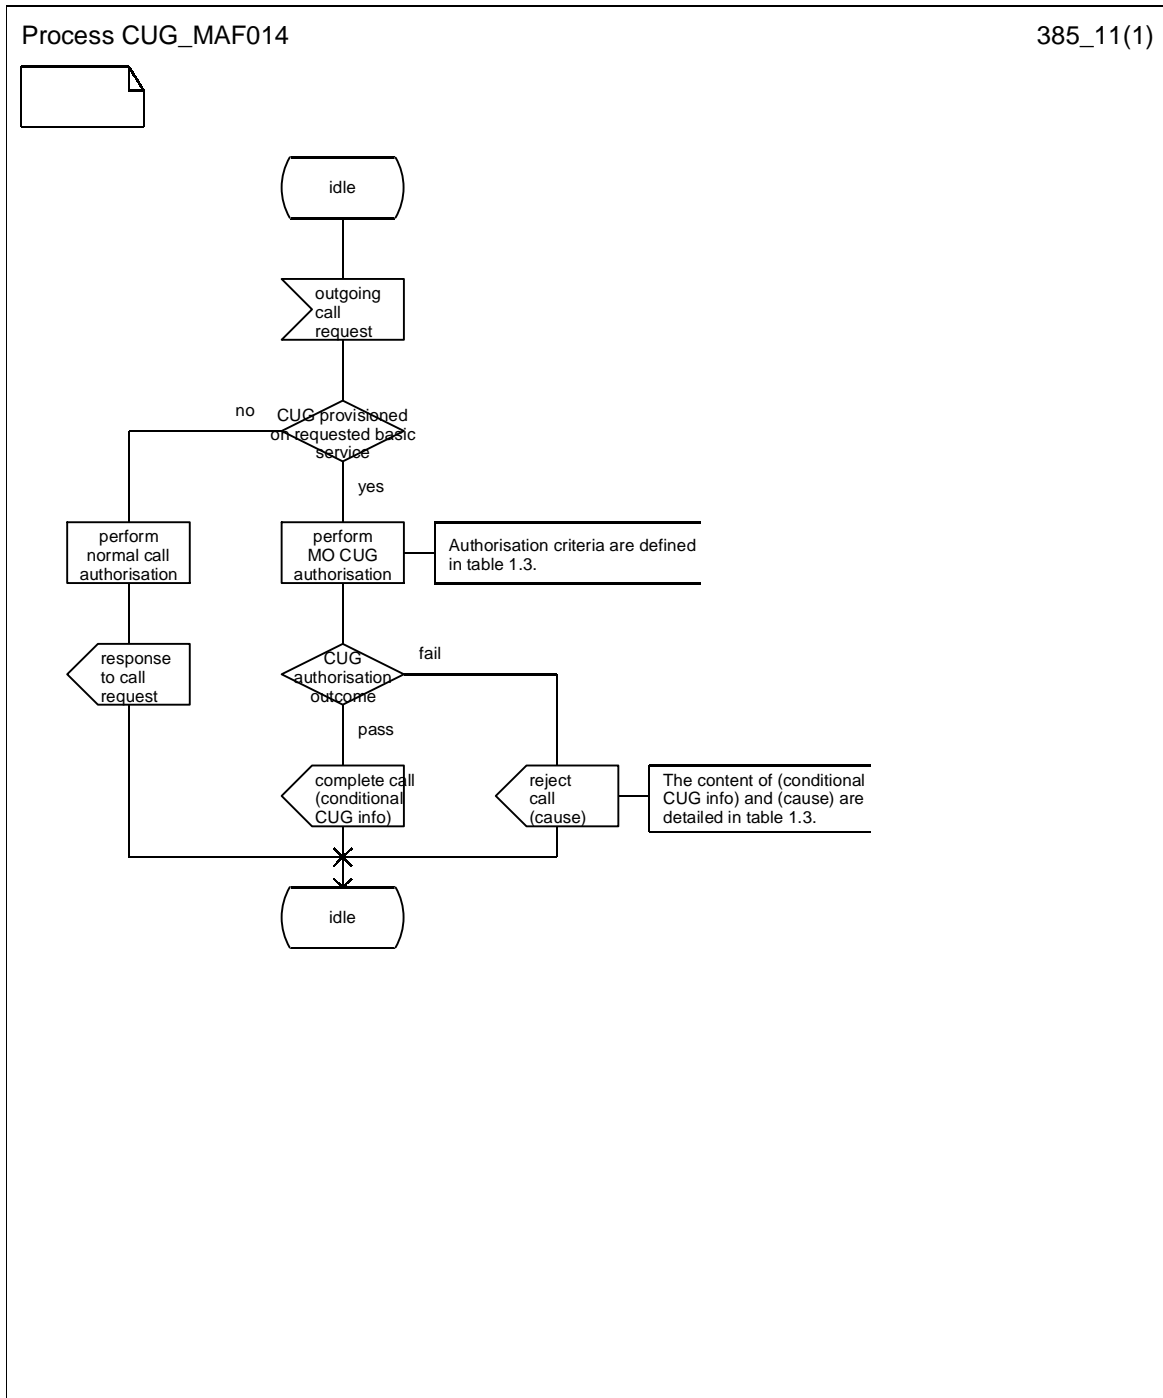 Process CUG_MAF014
385_11(1)
idle
outgoing
call
request
no
CUG provisioned
on requested basic
service
yes
perform
normal call
authorisation
perform
MO CUG
authorisation
Authorisation criteria are defined
in table 1.3.
response
to call
request
CUG
authorisation
outcome
fail
pass
complete call
(conditional
CUG info)
reject
call
(cause)
The content of (conditional
CUG info) and (cause) are
detailed in table 1.3.
idle